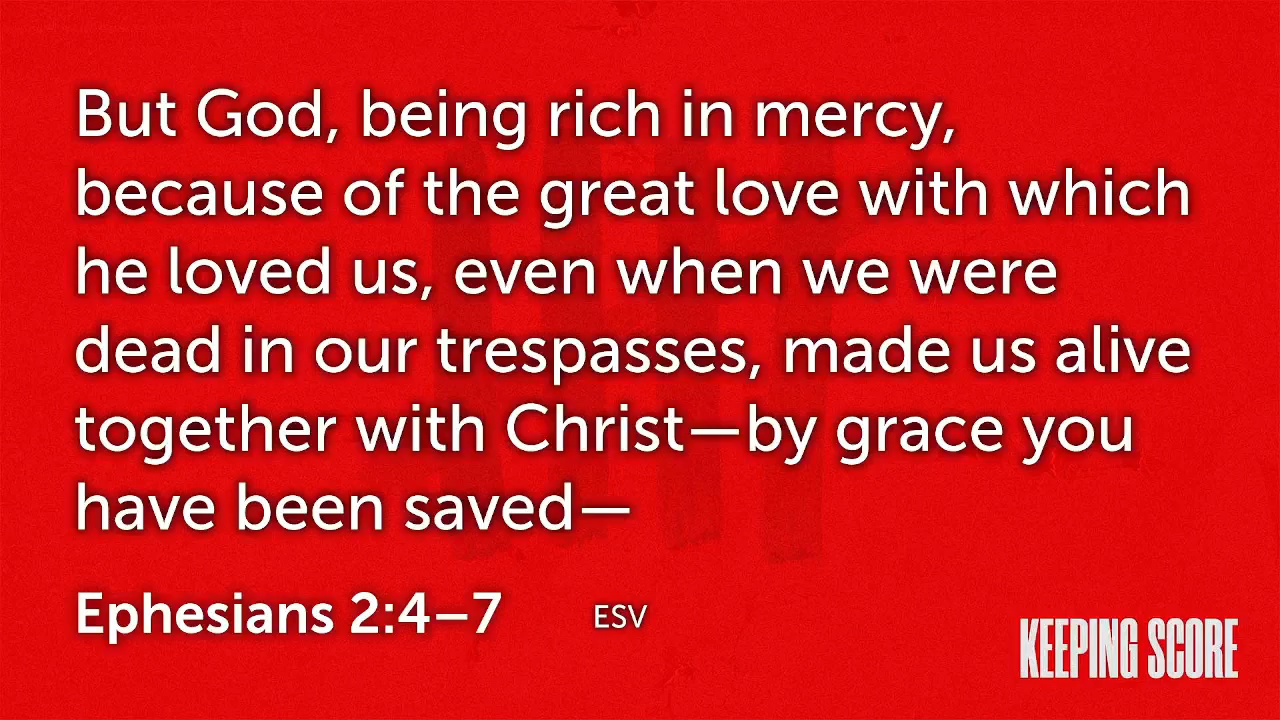 But God, being rich in mercy,
because of the great love with which
he loved us, even when we were
dead in our trespasses, made us alive
together with Christ—by grace you
have been saved—
Ephesians 2:4–7 ESV
KEEPING SCORE